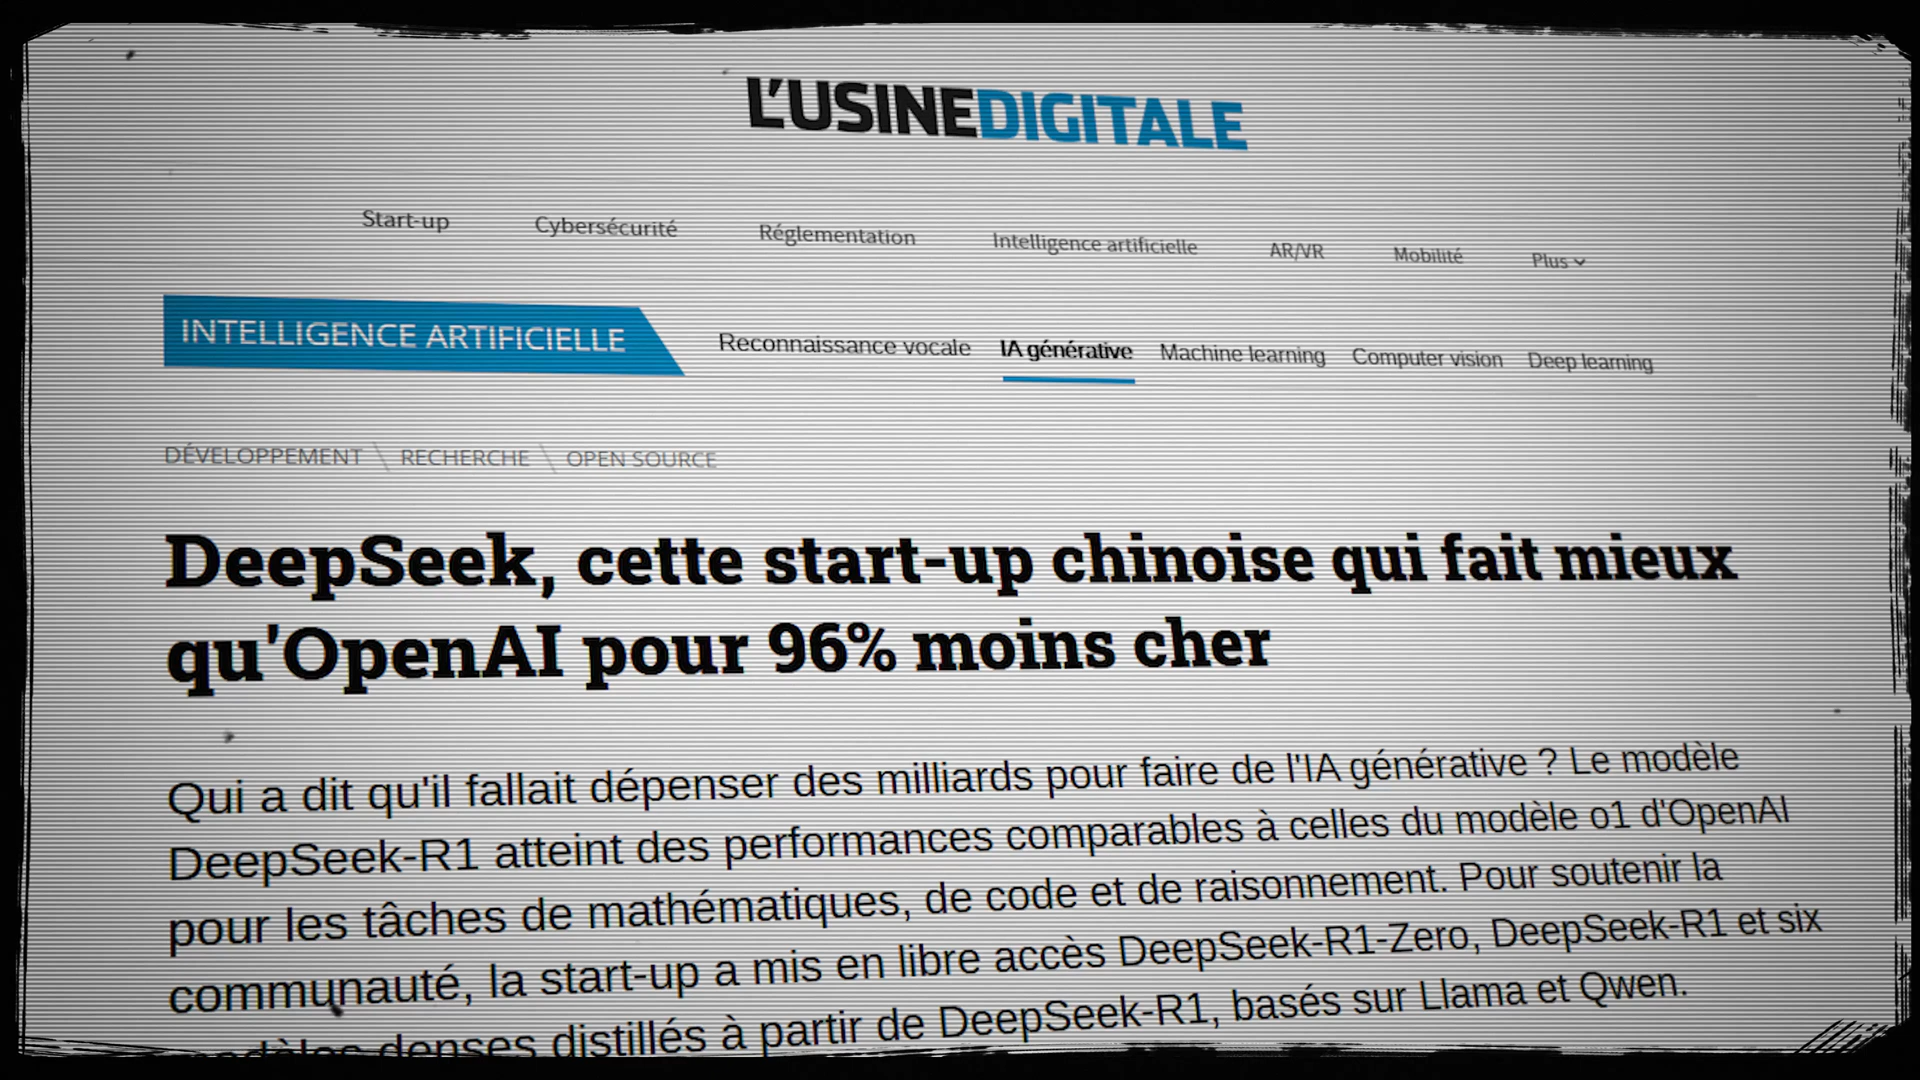 L'USINEDIGITALE
Start-up Cybersécurité Réglementation Intelligence artificielle AR/VR Mobilité Plus
INTELLIGENCE ARTIFICIELLE Reconnaissance vocale IA générative Machine learning Computer vision Deep learning
DÉVELOPPEMENT \ RECHERCHE \ OPEN SOURCE
DeepSeek, cette start-up chinoise qui fait mieux
qu'OpenAI pour 96% moins cher
Qui a dit qu'il fallait dépenser des milliards pour faire de l'IA générative ? Le modèle
DeepSeek-R1 atteint des performances comparables à celles du modèle o1 d'OpenAI
pour les tâches de mathématiques, de code et de raisonnement. Pour soutenir la
communauté, la start-up a mis en libre accès DeepSeek-R1-Zero, DeepSeek-R1 et six
modèles denses distillés à partir de DeepSeek-R1, basés sur Llama et Qwen.